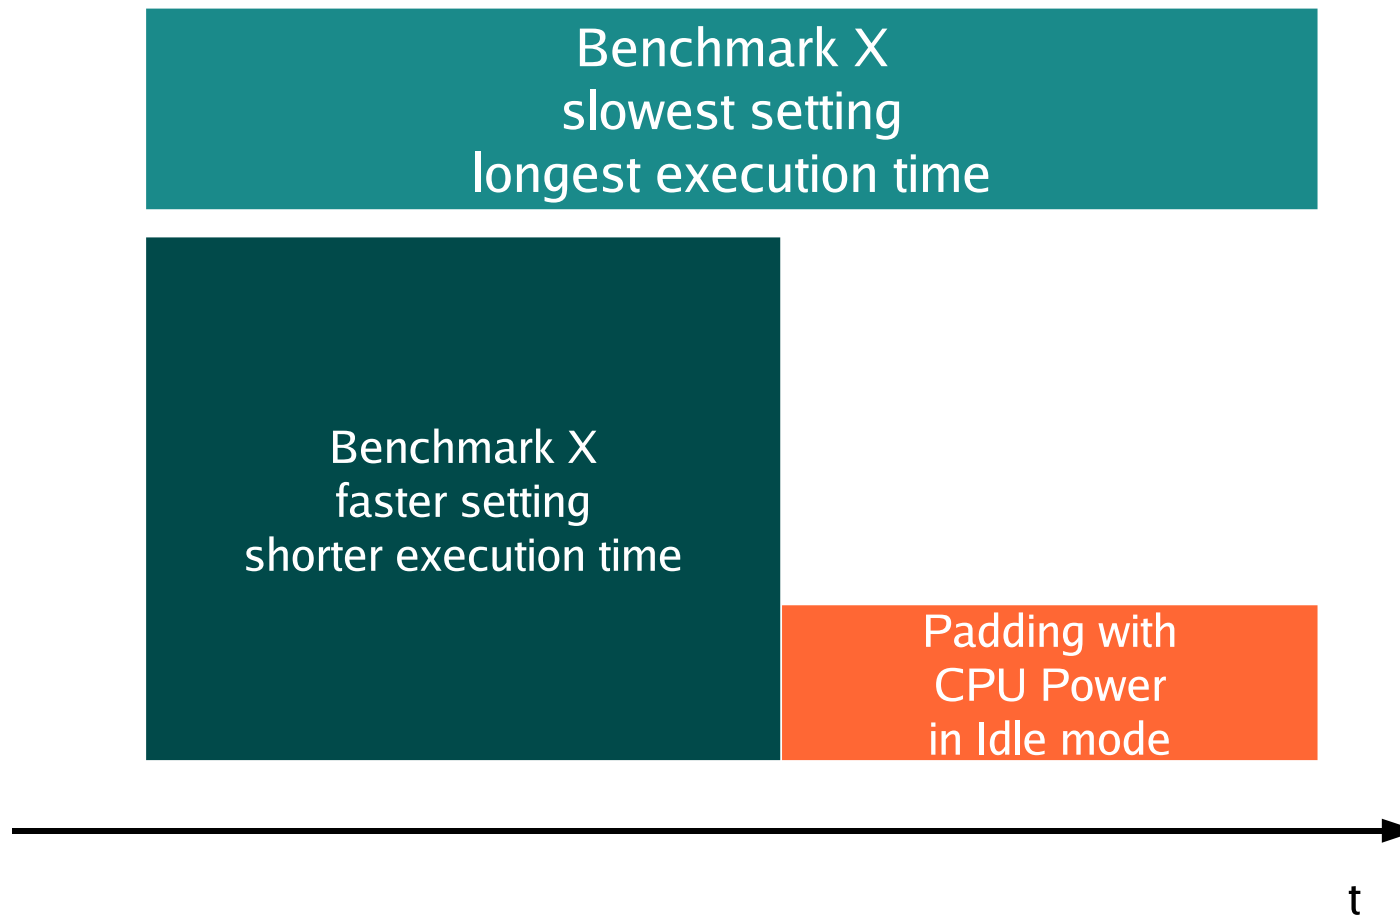 Benchmark X
slowest setting
longest execution time
Benchmark X
faster setting
shorter execution time
Padding with
CPU Power
in Idle mode
t